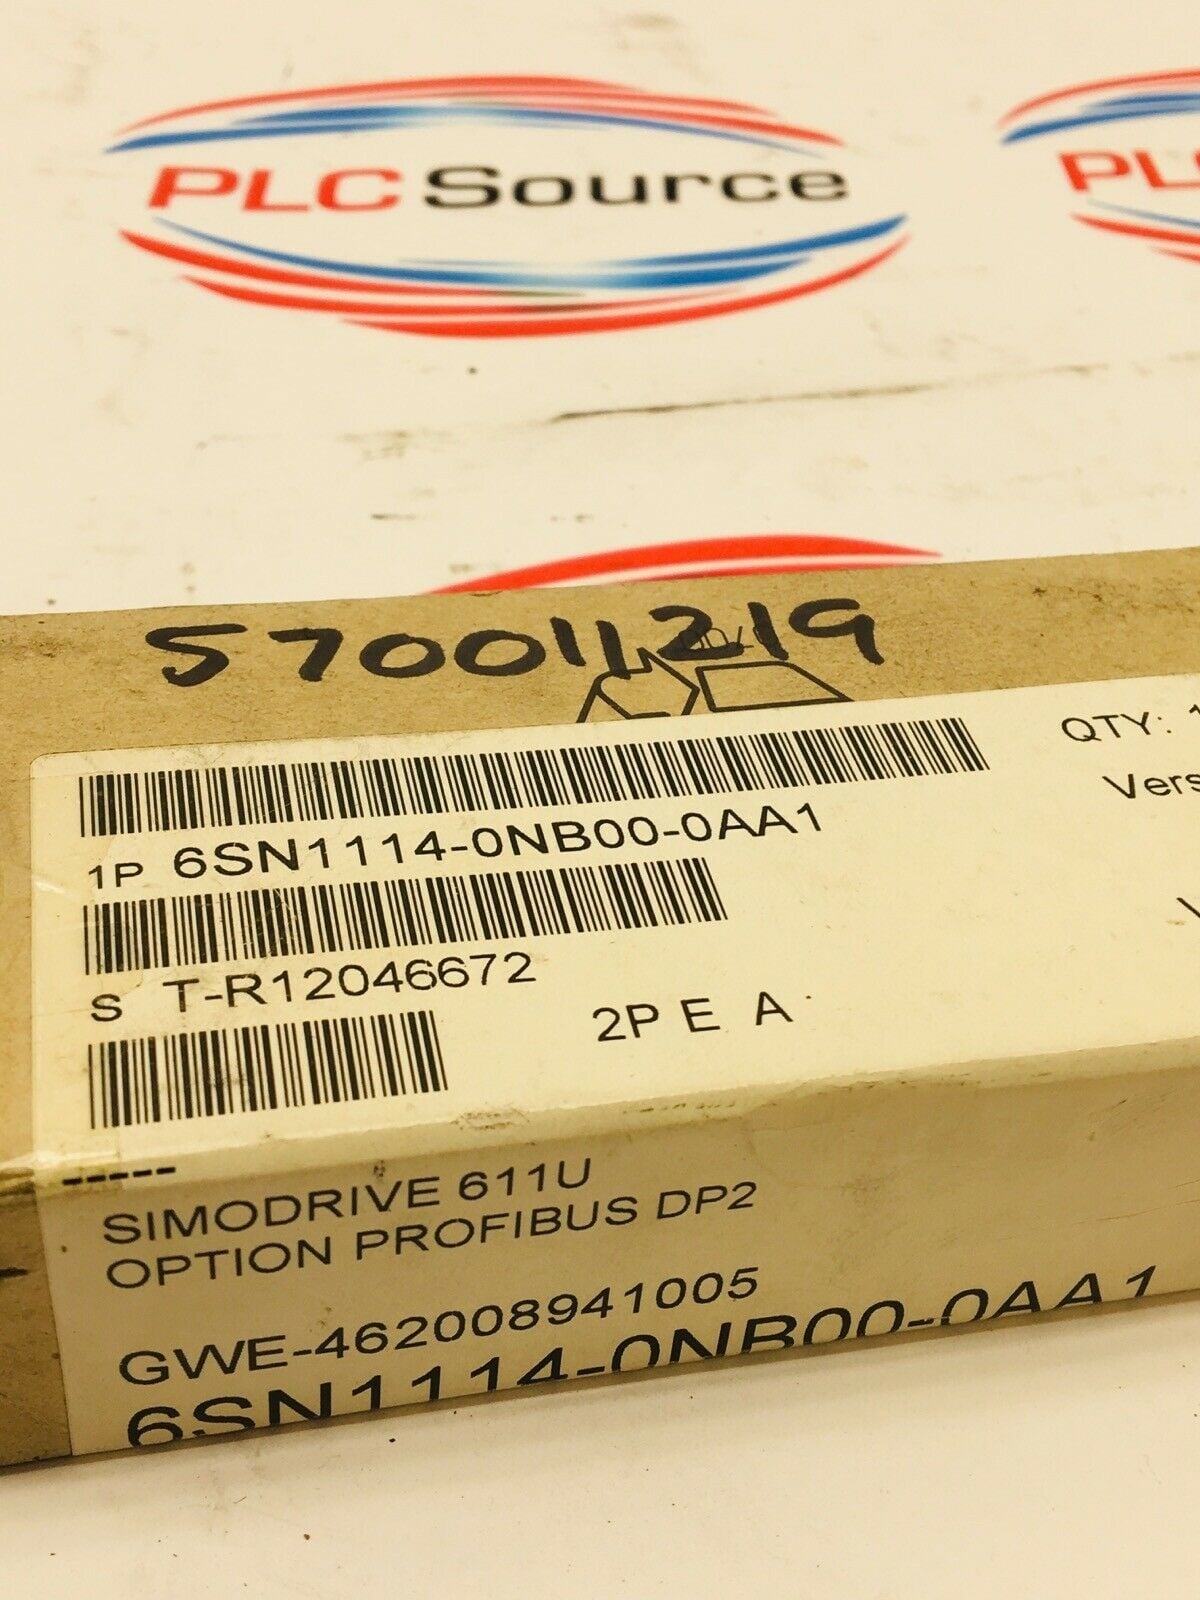 PLC Source
PL
570011219
QTY: 1
Vers
1P 6SN1114-0NB00-0AA1
S T-R12046672
2P E A
-----
SIMODRIVE 611U
OPTION PROFIBUS DP2
GWE-462008941005
6SN1114-0NB00-0AA1